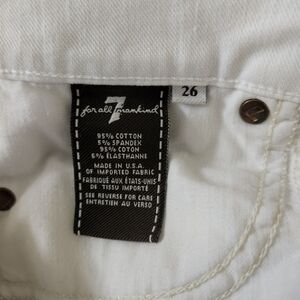 7
for all mankind
26
95% COTTON
5% SPANDEX
95% COTON
5% ÉLASTHANNE
MADE IN U.S.A.
OF IMPORTED FABRIC
FABRIQUÉ AUX ÉTATS-UNIS
DE TISSU IMPORTÉ
SEE REVERSE FOR CARE
ENTRETIEN AU VERSO